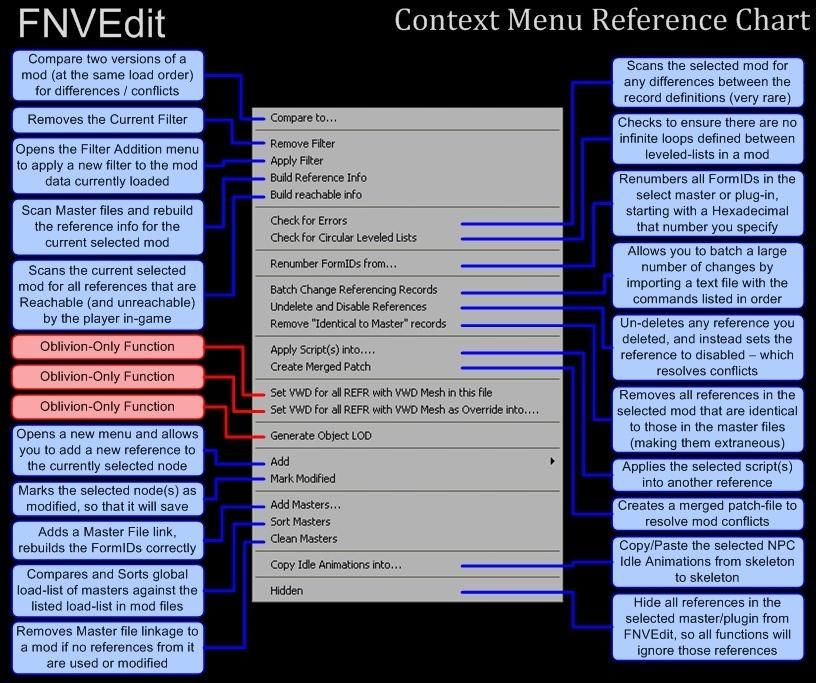 FNVEdit
Context Menu Reference Chart
Compare two versions of a
mod (at the same load order)
for differences / conflicts
Removes the Current Filter
Opens the Filter Addition menu
to apply a new filter to the mod
data currently loaded
Scan Master files and rebuild
the reference info for the
current selected mod
Scans the current selected
mod for all references that are
Reachable (and unreachable)
by the player in-game
Oblivion-Only Function
Oblivion-Only Function
Oblivion-Only Function
Opens a new menu and allows
you to add a new reference to
the currently selected node
Marks the selected node(s) as
modified, so that it will save
Adds a Master File link,
rebuilds the FormIDs correctly
Compares and Sorts global
load-list of masters against the
listed load-list in mod files
Removes Master file linkage to
a mod if no references from it
are used or modified
Compare to...
Remove Filter
Apply Filter
Build Reference Info
Build reachable info
Check for Errors
Check for Circular Leveled Lists
Renumber FormIDs from...
Batch Change Referencing Records
Undelete and Disable References
Remove "Identical to Master" records
Apply Script(s) into....
Create Merged Patch
Set VWD for all REFR with VWD Mesh in this file
Set VWD for all REFR with VWD Mesh as Override into....
Generate Object LOD
Add
Mark Modified
Add Masters...
Sort Masters
Clean Masters
Copy Idle Animations into...
Hidden
Scans the selected mod for
any differences between the
record definitions (very rare)
Checks to ensure there are no
infinite loops defined between
leveled-lists in a mod
Renumbers all FormIDs in the
select master or plug-in,
starting with a Hexadecimal
that number you specify
Allows you to batch a large
number of changes by
importing a text file with the
commands listed in order
Un-deletes any reference you
deleted, and instead sets the
reference to disabled – which
resolves conflicts
Removes all references in the
selected mod that are identical
to those in the master files
(making them extraneous)
Applies the selected script(s)
into another reference
Creates a merged patch-file to
resolve mod conflicts
Copy/Paste the selected NPC
Idle Animations from skeleton
to skeleton
Hide all references in the
selected master/plugin from
FNVEdit, so all functions will
ignore those references